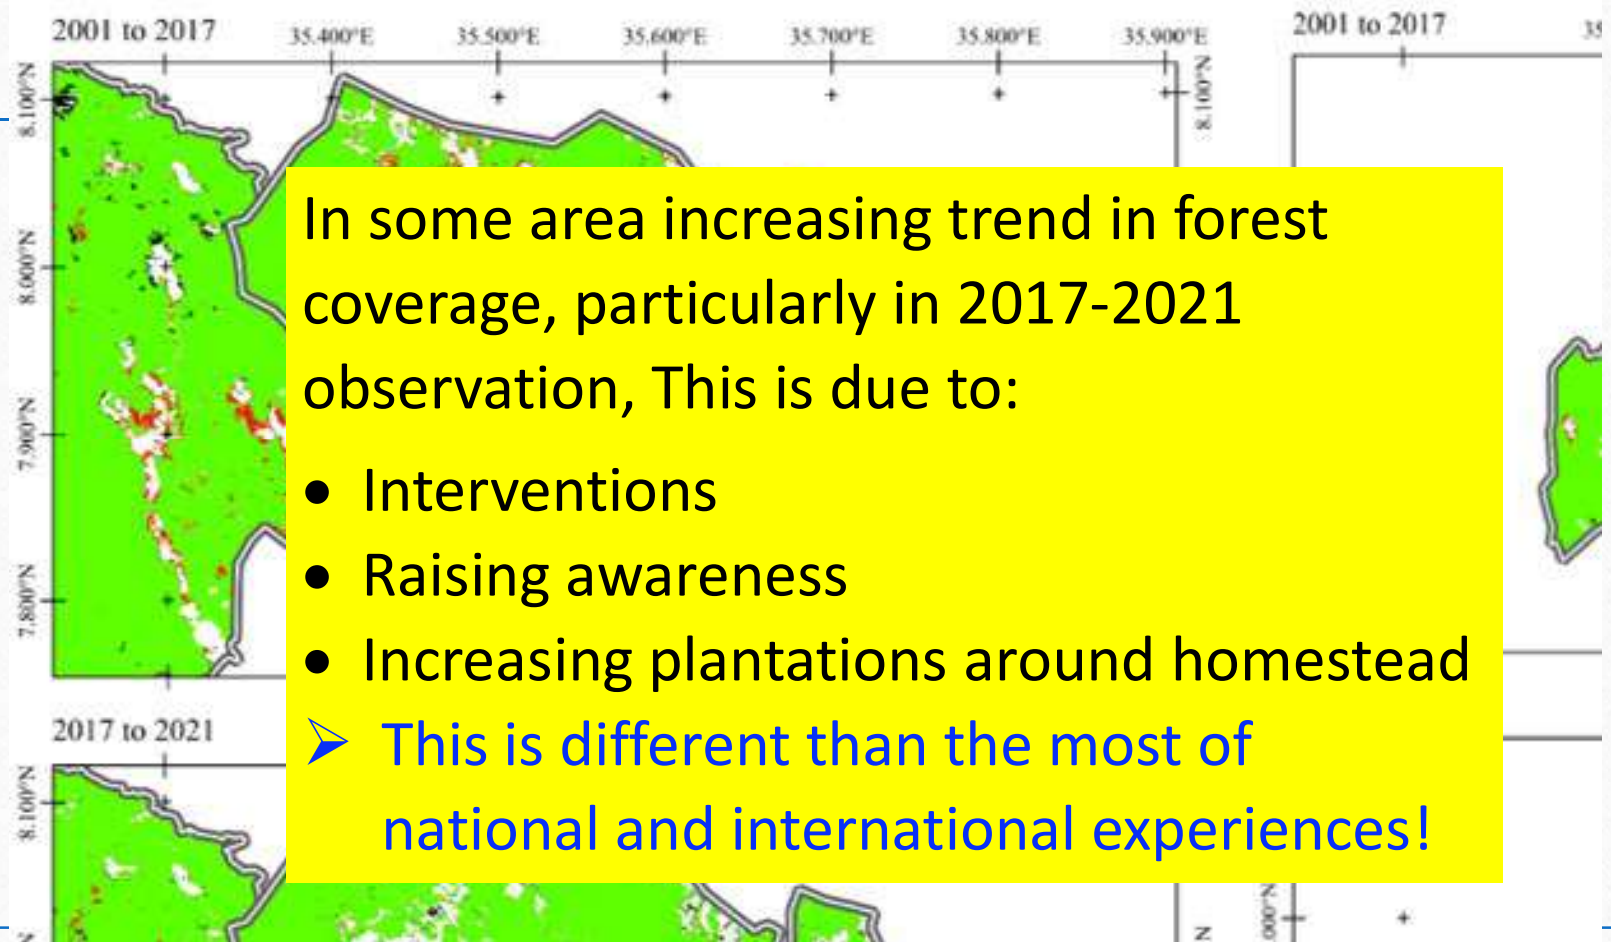 2001 to 2017
35.400°E 35.500°E 35.600°E 35.700°E 35.800°E 35.900°E
2001 to 2017
35
8.100°N
8.100°N
8.000°N
7.900°N
7.800°N
In some area increasing trend in forest
coverage, particularly in 2017-2021
observation, This is due to:
• Interventions
• Raising awareness
• Increasing plantations around homestead
➢ This is different than the most of
national and international experiences!
2017 to 2021
8.100°N
.000°N
N
N